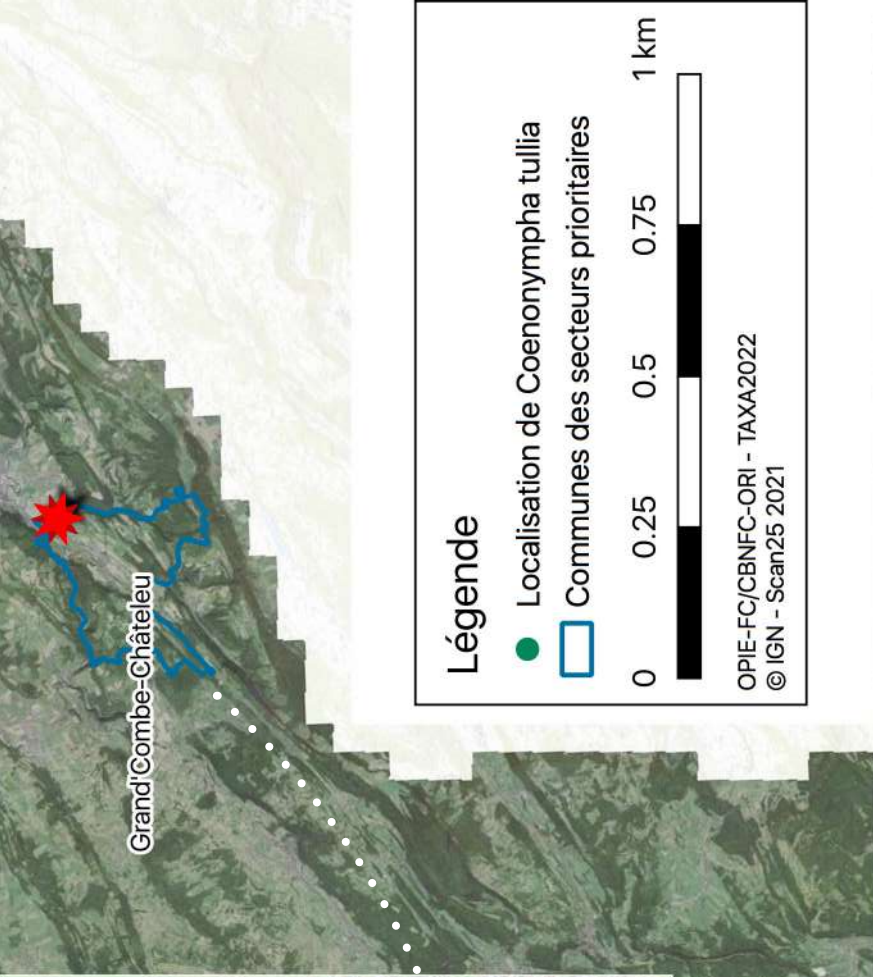 Grand'Combe-Châteleu
Légende
Localisation de Coenonympha tullia
Communes des secteurs prioritaires
0 0.25 0.5 0.75 1 km
OPIE-FC/CBNFC-ORI - TAXA2022
© IGN - Scan25 2021